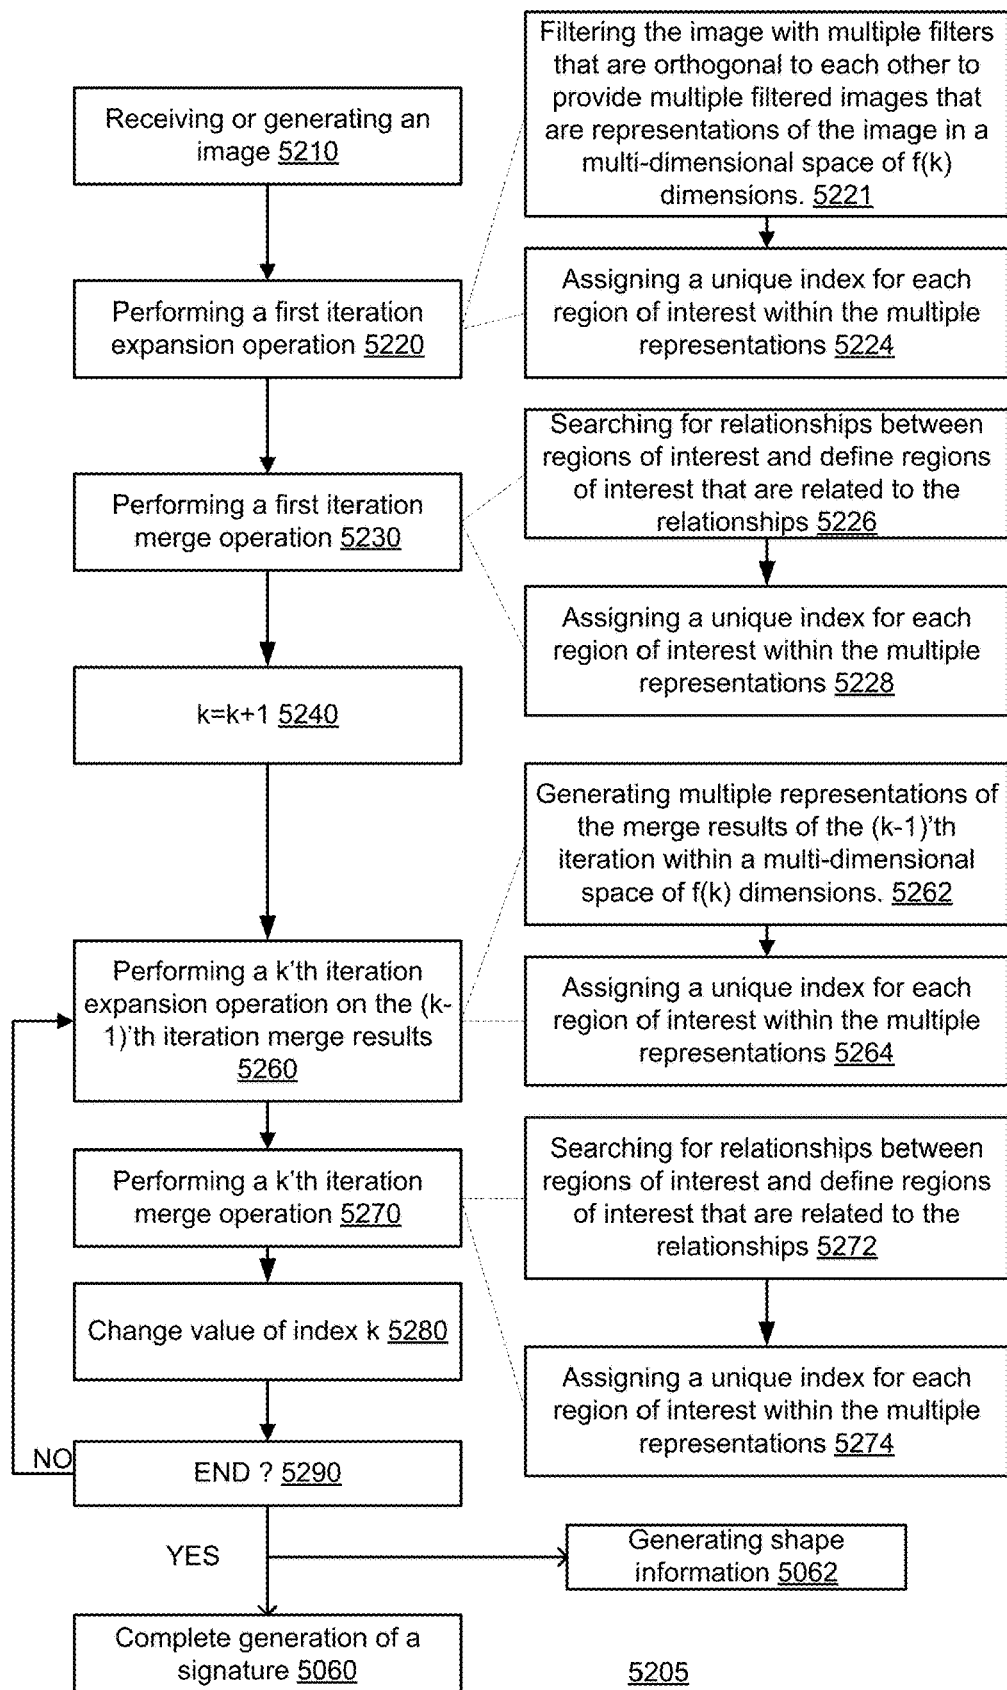 Receiving or generating an
image 5210
Filtering the image with multiple filters
that are orthogonal to each other to
provide multiple filtered images that
are representations of the image in a
multi-dimensional space of f(k)
dimensions. 5221
Performing a first iteration
expansion operation 5220
Assigning a unique index for each
region of interest within the multiple
representations 5224
Performing a first iteration
merge operation 5230
Searching for relationships between
regions of interest and define regions
of interest that are related to the
relationships 5226
Assigning a unique index for each
region of interest within the multiple
representations 5228
k=k+1 5240
Generating multiple representations of
the merge results of the (k-1)'th
iteration within a multi-dimensional
space of f(k) dimensions. 5262
Performing a k'th iteration
expansion operation on the (k-
1)'th iteration merge results
5260
Assigning a unique index for each
region of interest within the multiple
representations 5264
Performing a k'th iteration
merge operation 5270
Searching for relationships between
regions of interest and define regions
of interest that are related to the
relationships 5272
Change value of index k 5280
Assigning a unique index for each
region of interest within the multiple
representations 5274
NO
END ? 5290
YES
Generating shape
information 5062
Complete generation of a
signature 5060
5205